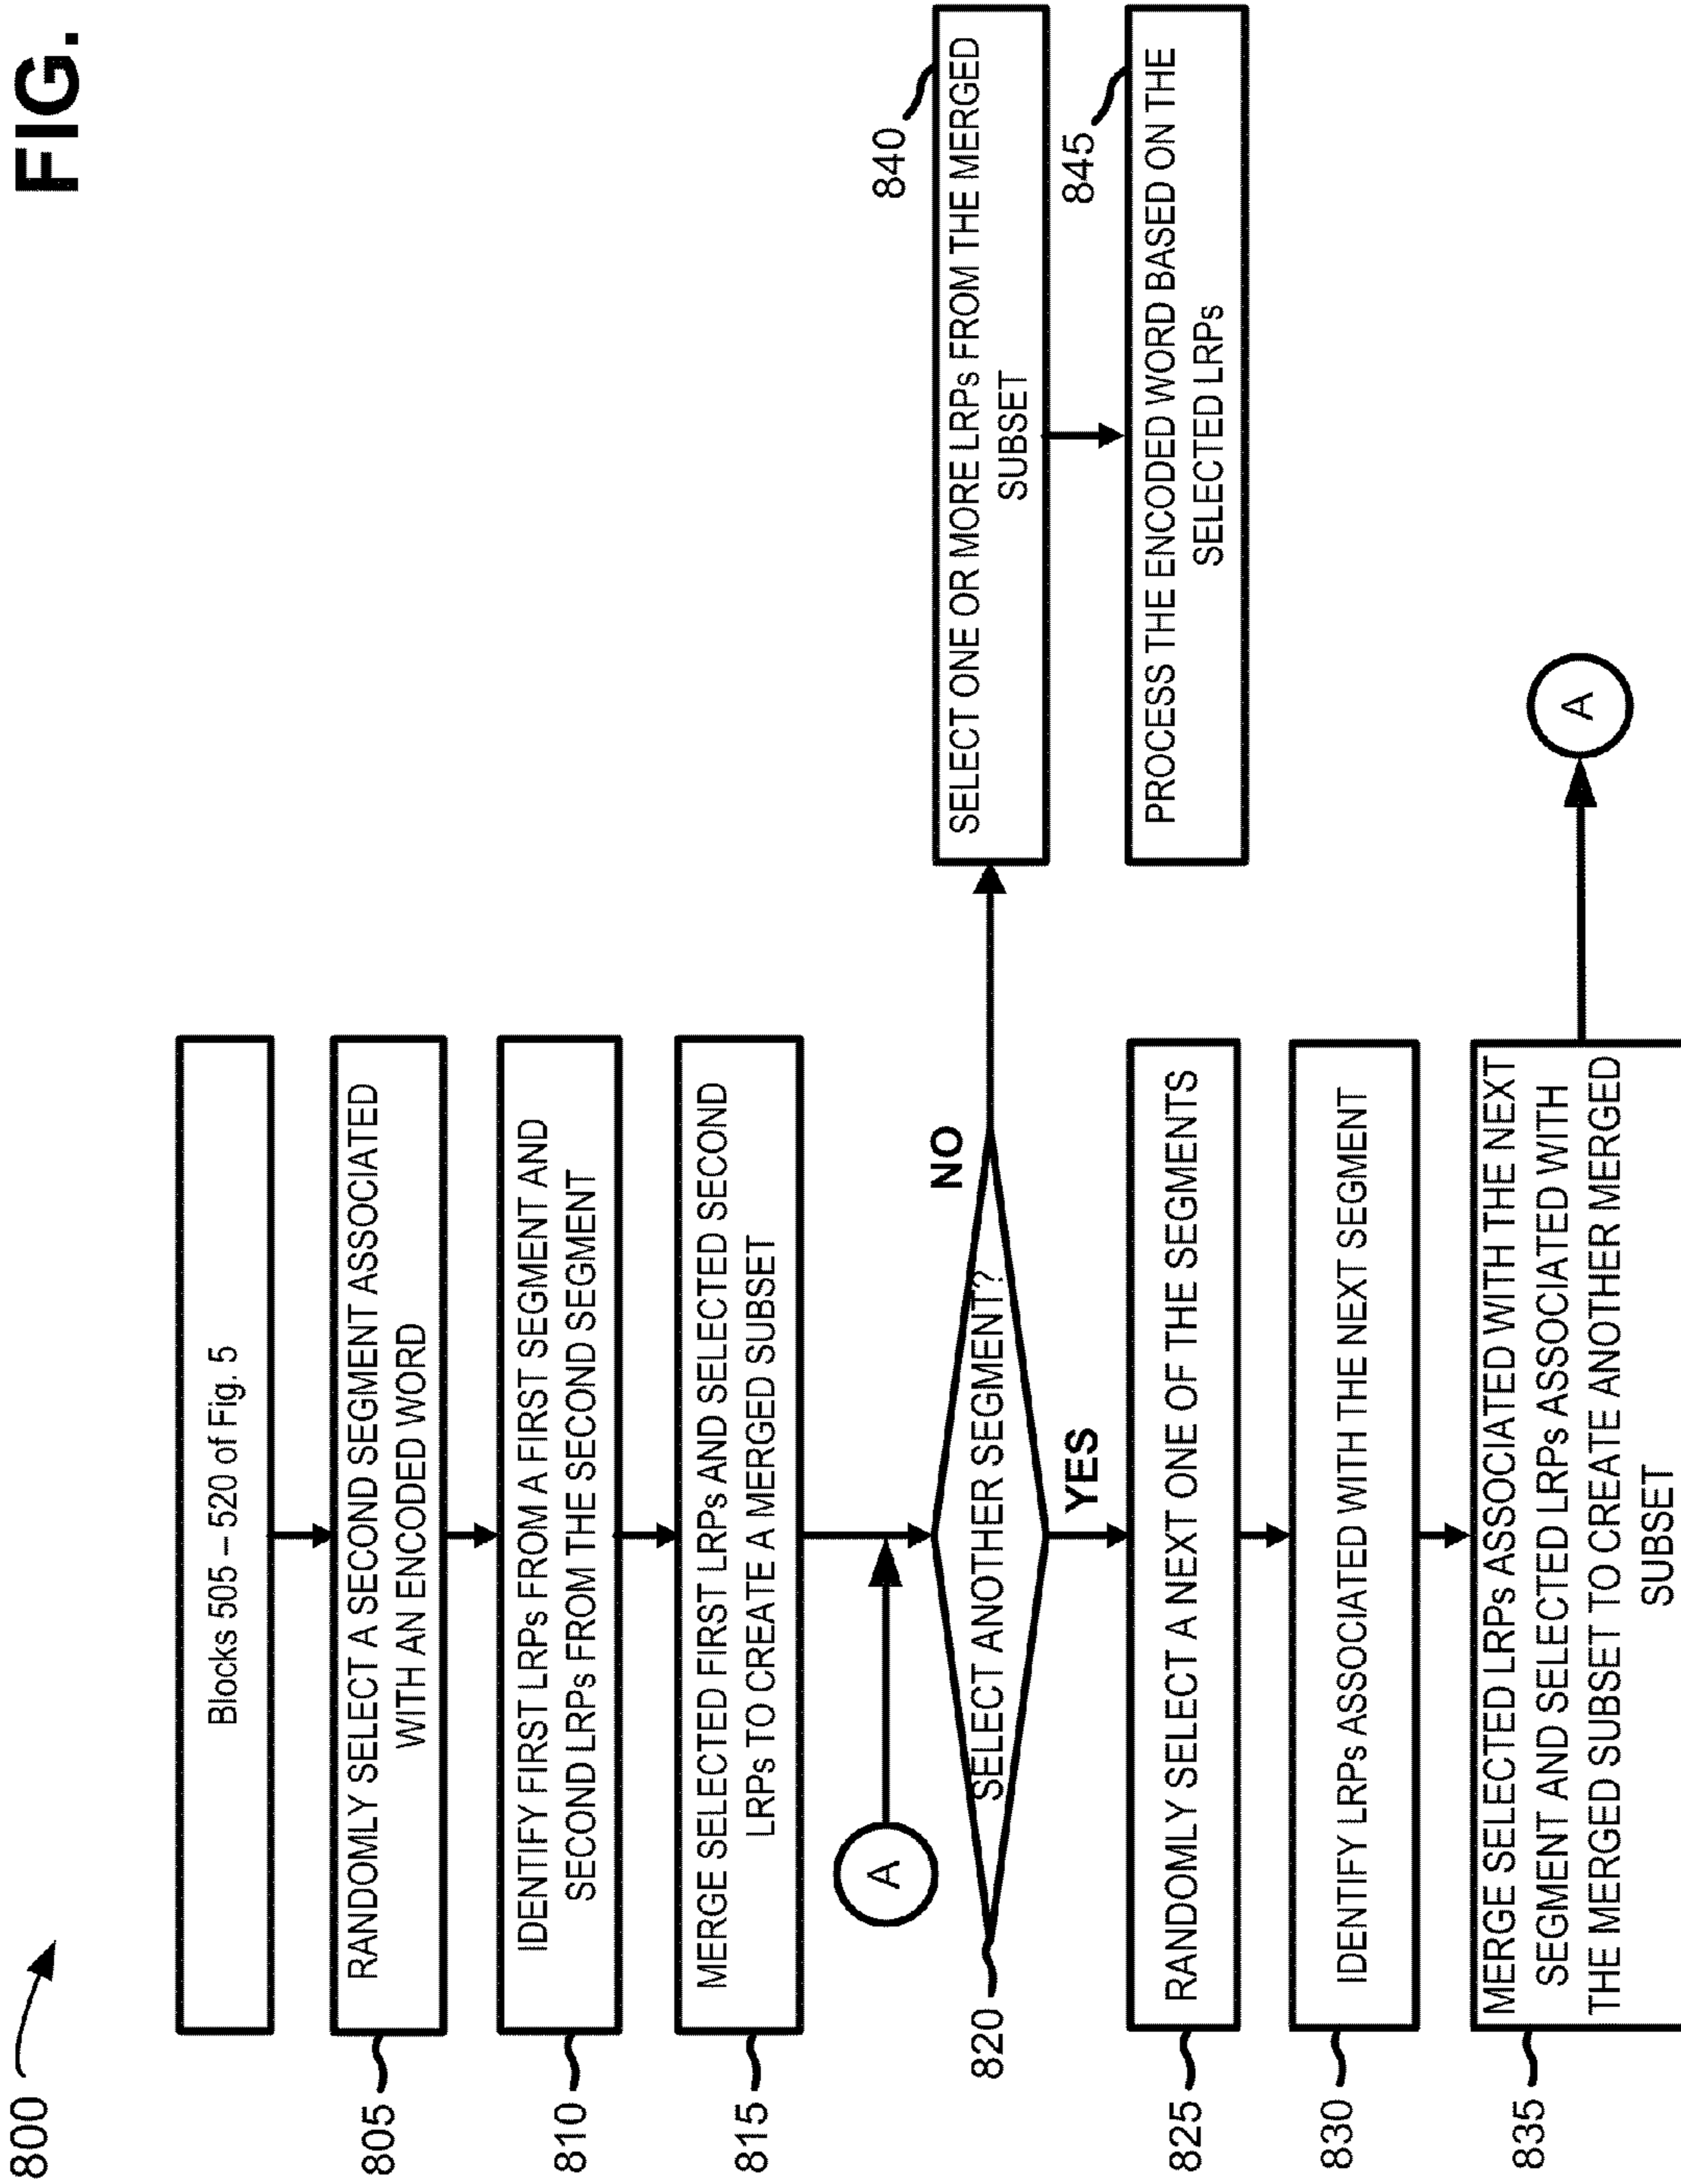 FIG.
800
Blocks 505 – 520 of Fig. 5
805
RANDOMLY SELECT A SECOND SEGMENT ASSOCIATED
WITH AN ENCODED WORD
810
IDENTIFY FIRST LRPs FROM A FIRST SEGMENT AND
SECOND LRPs FROM THE SECOND SEGMENT
815
MERGE SELECTED FIRST LRPs AND SELECTED SECOND
LRPs TO CREATE A MERGED SUBSET
A
820
SELECT ANOTHER SEGMENT?
NO
YES
840
SELECT ONE OR MORE LRPs FROM THE MERGED
SUBSET
845
PROCESS THE ENCODED WORD BASED ON THE
SELECTED LRPs
825
RANDOMLY SELECT A NEXT ONE OF THE SEGMENTS
830
IDENTIFY LRPs ASSOCIATED WITH THE NEXT SEGMENT
835
MERGE SELECTED LRPs ASSOCIATED WITH THE NEXT
SEGMENT AND SELECTED LRPs ASSOCIATED WITH
THE MERGED SUBSET TO CREATE ANOTHER MERGED
SUBSET
A